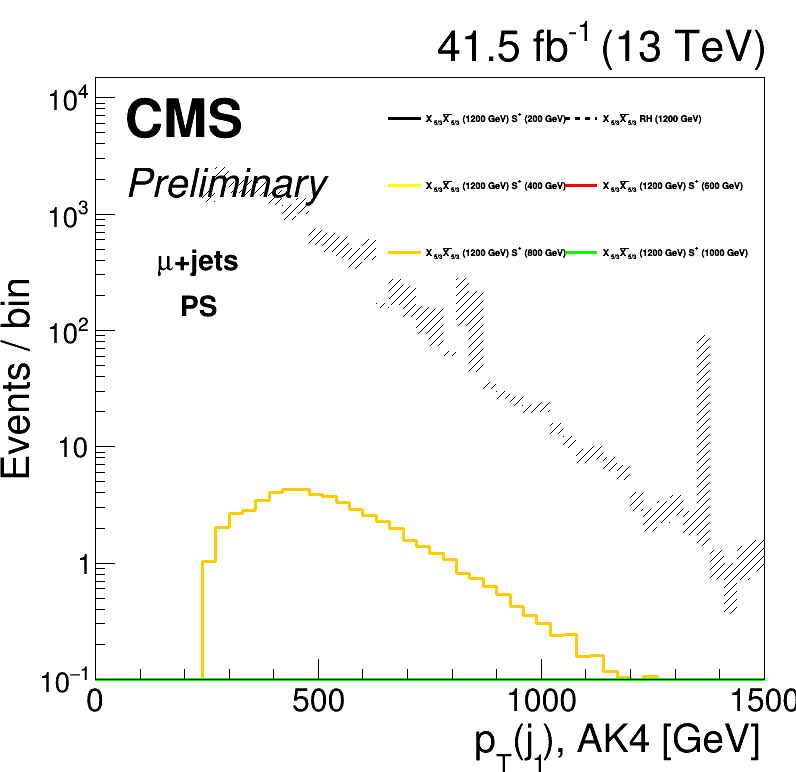 41.5 fb⁻¹ (13 TeV)
CMS
Preliminary
μ+jets
PS
X₅/₃X̅₅/₃ (1200 GeV) S⁺ (200 GeV)
X₅/₃X̅₅/₃ RH (1200 GeV)
X₅/₃X̅₅/₃ (1200 GeV) S⁺ (400 GeV)
X₅/₃X̅₅/₃ (1200 GeV) S⁺ (600 GeV)
X₅/₃X̅₅/₃ (1200 GeV) S⁺ (800 GeV)
X₅/₃X̅₅/₃ (1200 GeV) S⁺ (1000 GeV)
Events / bin
10⁴
10³
10²
10
1
10⁻¹
0 500 1000 1500
p_T(j₁), AK4 [GeV]